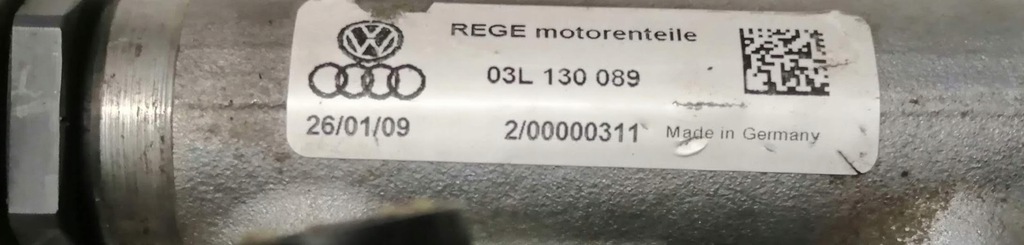 REGE motorenteile
03L 130 089
26/01/09 2/00000311 Made in Germany